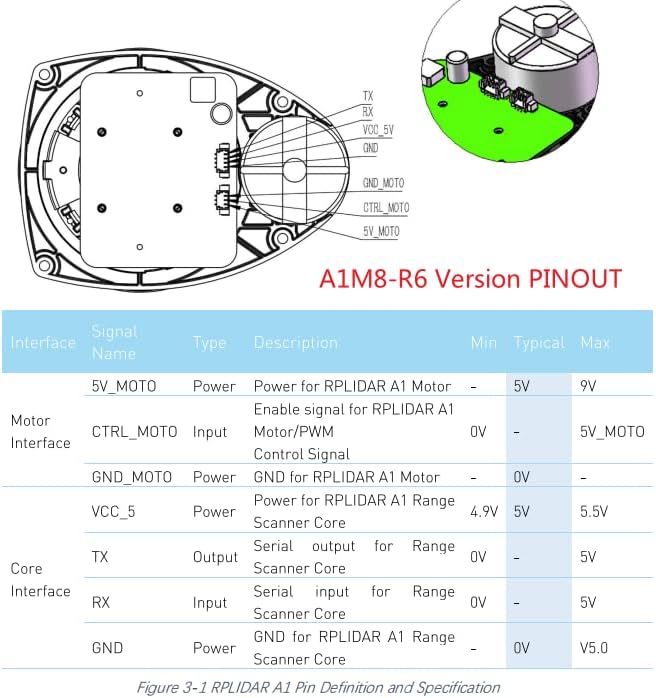 TX
RX
VCC_5V
GND
GND_MOTO
CTRL_MOTO
5V_MOTO
A1M8-R6 Version PINOUT
Interface Signal Name Type Description Min Typical Max
Motor Interface
5V_MOTO Power Power for RPLIDAR A1 Motor - 5V 9V
CTRL_MOTO Input Enable signal for RPLIDAR A1 Motor/PWM Control Signal 0V - 5V_MOTO
GND_MOTO Power GND for RPLIDAR A1 Motor - 0V -
Core Interface
VCC_5 Power Power for RPLIDAR A1 Range Scanner Core 4.9V 5V 5.5V
TX Output Serial output for Range Scanner Core 0V - 5V
RX Input Serial input for Range Scanner Core 0V - 5V
GND Power GND for RPLIDAR A1 Range Scanner Core - 0V V5.0
Figure 3-1 RPLIDAR A1 Pin Definition and Specification